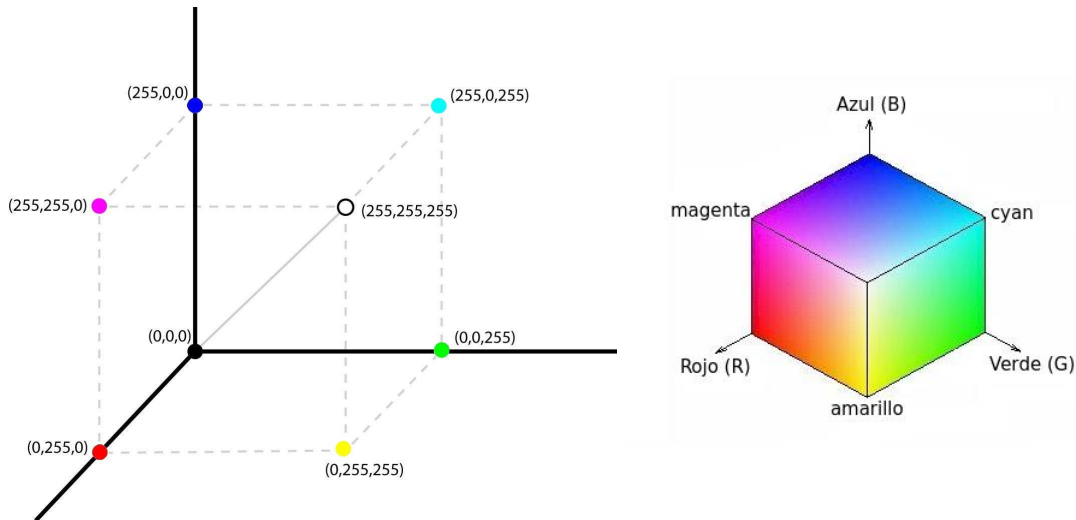 (255,0,0)
(255,0,255)
(255,255,0)
(255,255,255)
(0,0,0)
(0,0,255)
(0,255,0)
(0,255,255)
Azul (B)
magenta
cyan
Rojo (R)
Verde (G)
amarillo